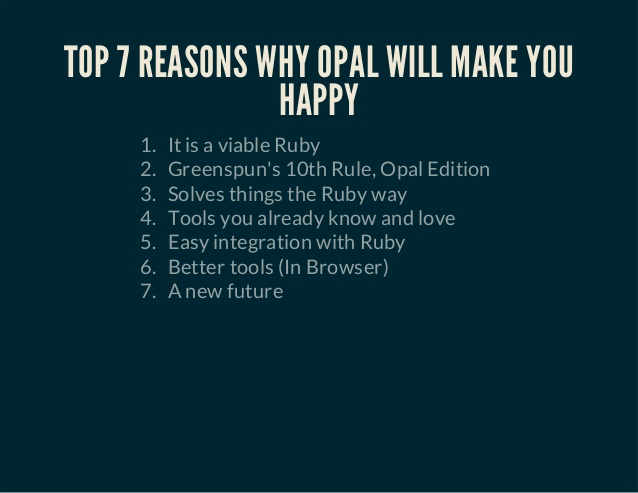 TOP 7 REASONS WHY OPAL WILL MAKE YOU
HAPPY
1. It is a viable Ruby
2. Greenspun's 10th Rule, Opal Edition
3. Solves things the Ruby way
4. Tools you already know and love
5. Easy integration with Ruby
6. Better tools (In Browser)
7. A new future